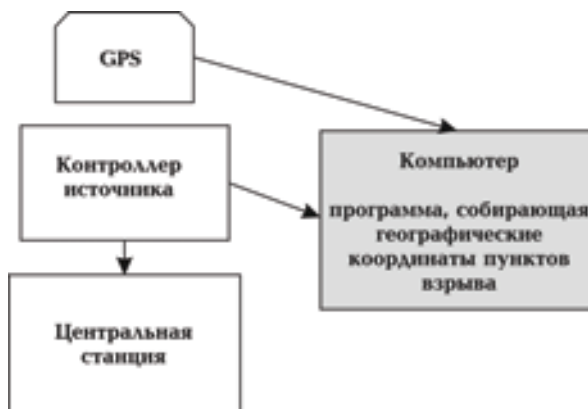 GPS
Контроллер
источника
Компьютер
программа, собирающая
географические
координаты пунктов
взрыва
Центральная
станция